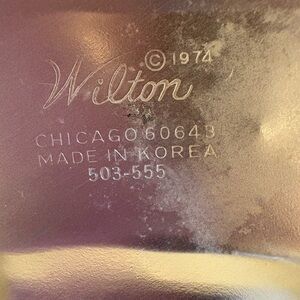 © 1974
Wilton
CHICAGO 60643
MADE IN KOREA
503-555